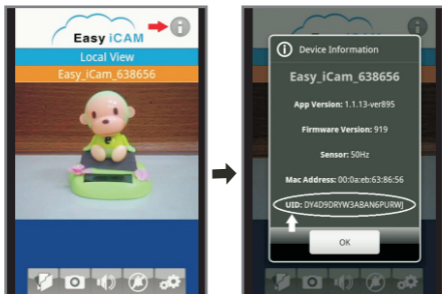 Easy iCAM
Local View
Easy_iCam_638656
Device Information
Easy_iCam_638656
App Version: 1.1.13-ver895
Firmware Version: 919
Sensor: 50Hz
Mac Address: 00:0a:eb:63:86:56
UID: DY4D9DRYW3ABAN6PURWJ
OK